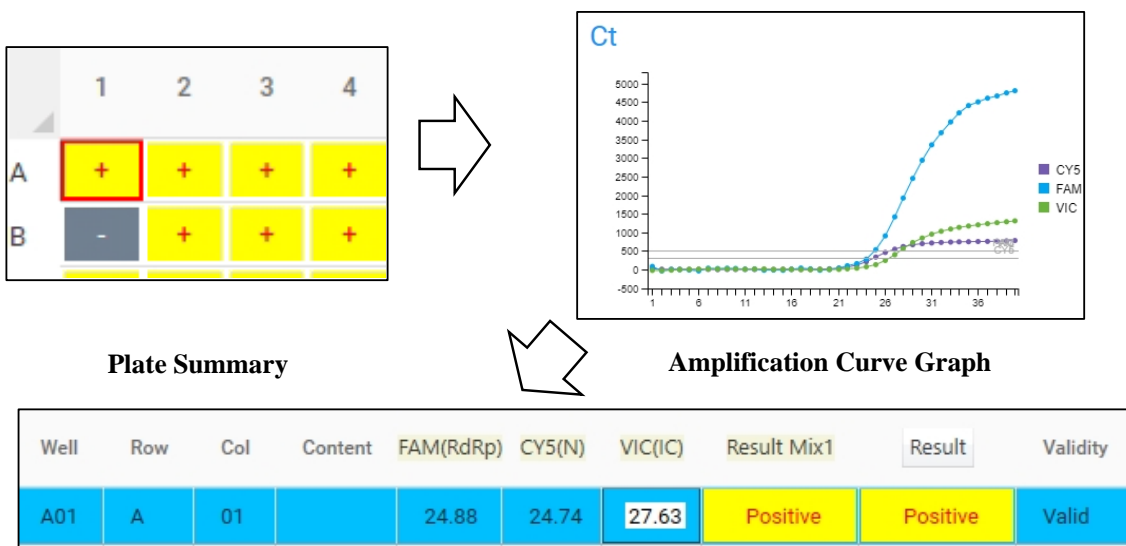 Ct
1 2 3 4
A + + + +
B - + + +
5000
4500
4000
3500
3000
2500
2000
1500
1000
500
0
-500
1 6 11 16 21 26 31 36
CY5
FAM
VIC
CY5
Plate Summary
Amplification Curve Graph
Well Row Col Content FAM(RdRp) CY5(N) VIC(IC) Result Mix1 Result Validity
A01 A 01 24.88 24.74 27.63 Positive Positive Valid